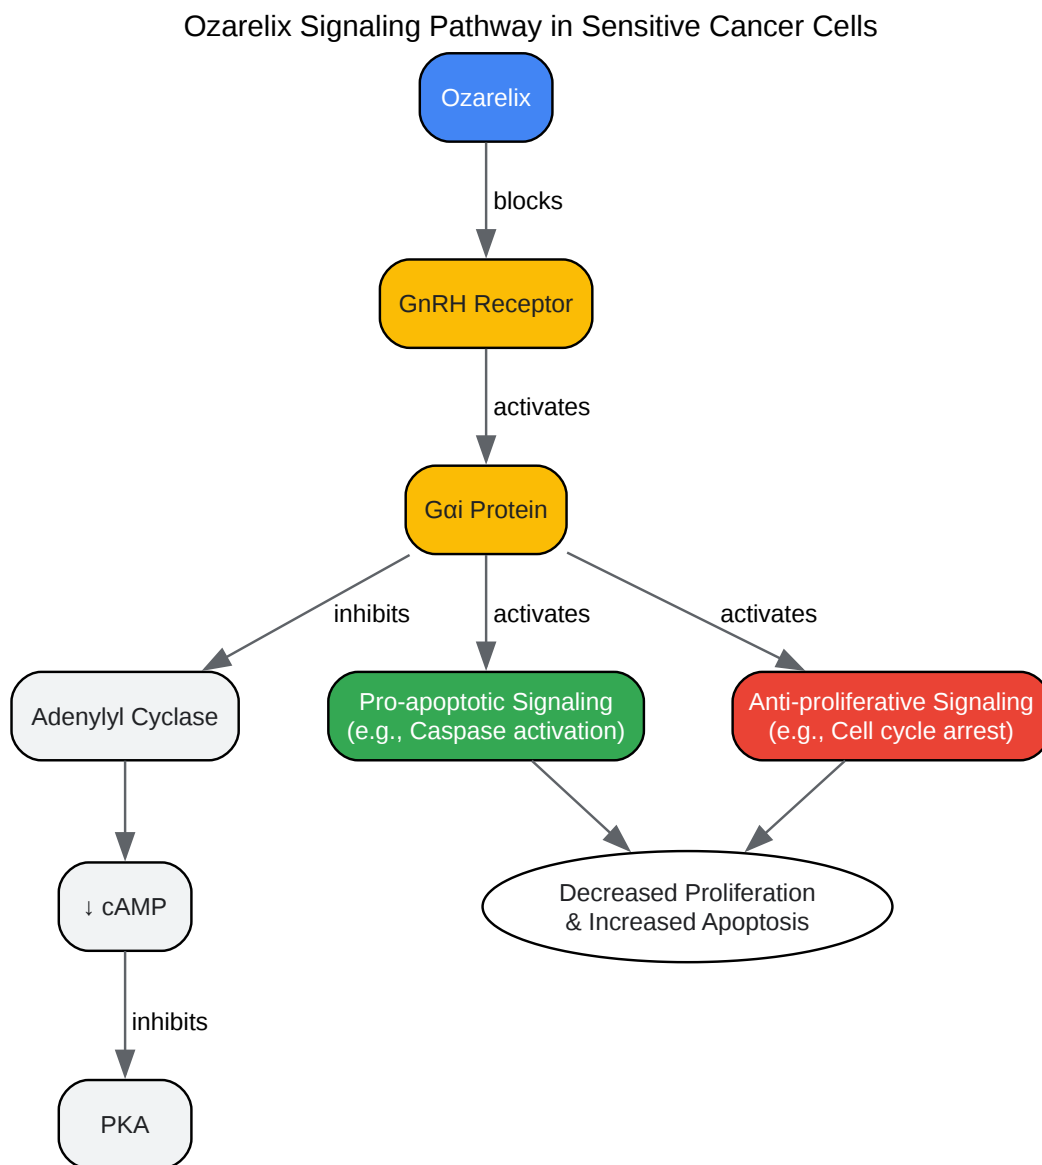 Ozarelix Signaling Pathway in Sensitive Cancer Cells
Ozarelix
blocks
GnRH Receptor
activates
Gαi Protein
inhibits
activates
activates
Adenylyl Cyclase
Pro-apoptotic Signaling
(e.g., Caspase activation)
Anti-proliferative Signaling
(e.g., Cell cycle arrest)
↓ cAMP
Decreased Proliferation
& Increased Apoptosis
inhibits
PKA